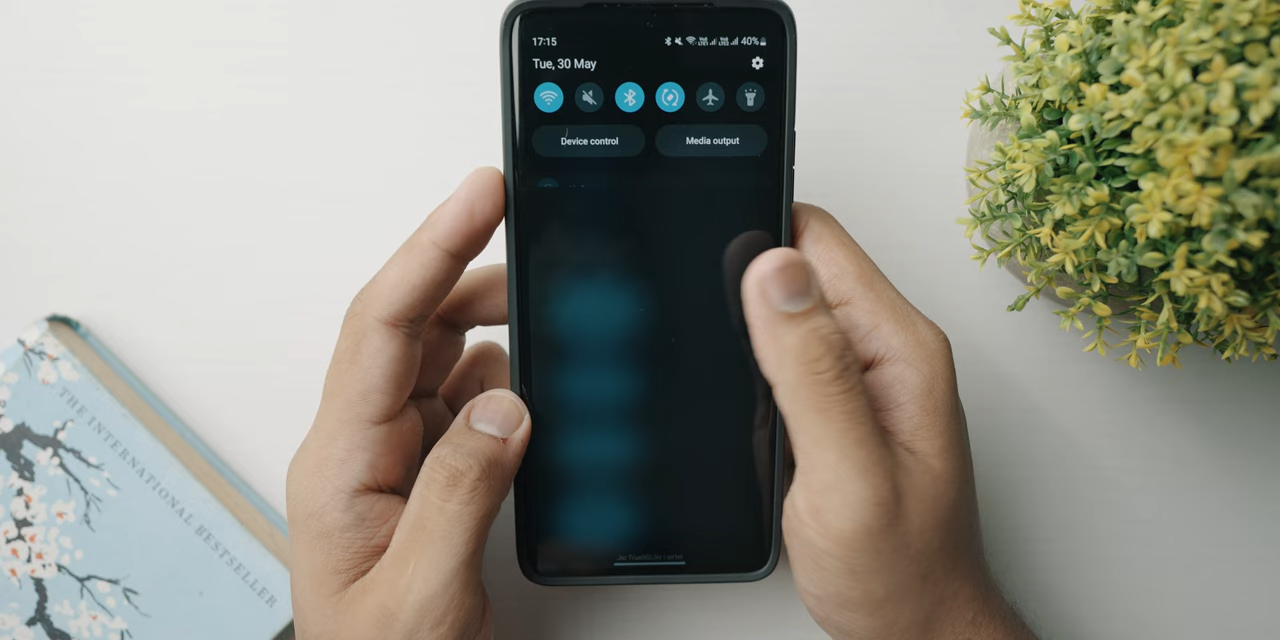 17:15 40%
Tue, 30 May
Device control Media output
THE INTERNATIONAL BESTSELLER